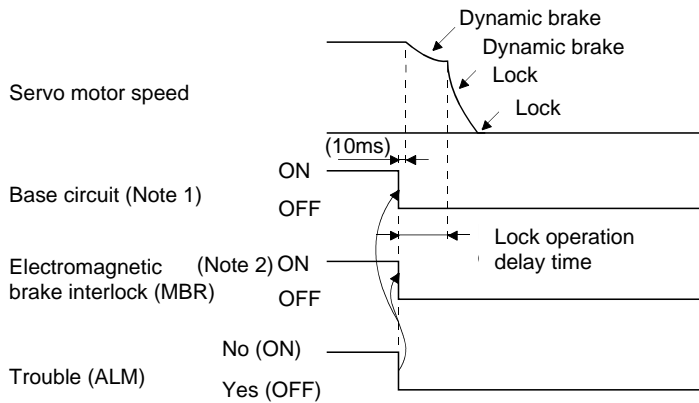 Dynamic brake
Dynamic brake
Lock
Lock
Servo motor speed
(10ms)
ON
Base circuit (Note 1)
OFF
Lock operation
delay time
Electromagnetic (Note 2) ON
brake interlock (MBR)
OFF
No (ON)
Trouble (ALM)
Yes (OFF)